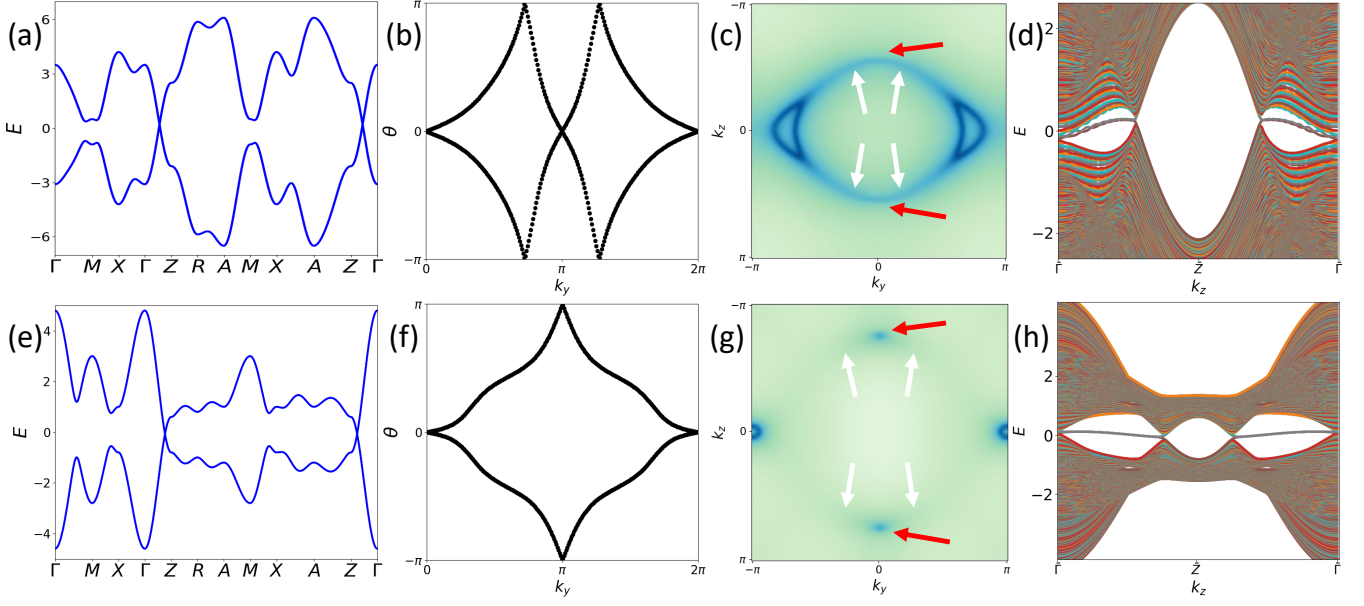 (a)
E
6
3
0
−3
−6
Γ M X Γ Z R A M X A Z Γ
(b)
θ
π
0
−π
0 π 2π
k_y
(c)
k_z
−π
0
π
−π 0 π
k_y
(d)
E
2
0
−2
Γ̄ Z̄ Γ̄
k_z
(e)
E
4
2
0
−2
−4
Γ M X Γ Z R A M X A Z Γ
(f)
θ
π
0
−π
0 π 2π
k_y
(g)
k_z
−π
0
π
−π 0 π
k_y
(h)
E
2
0
−2
Γ̄ Z̄ Γ̄
k_z